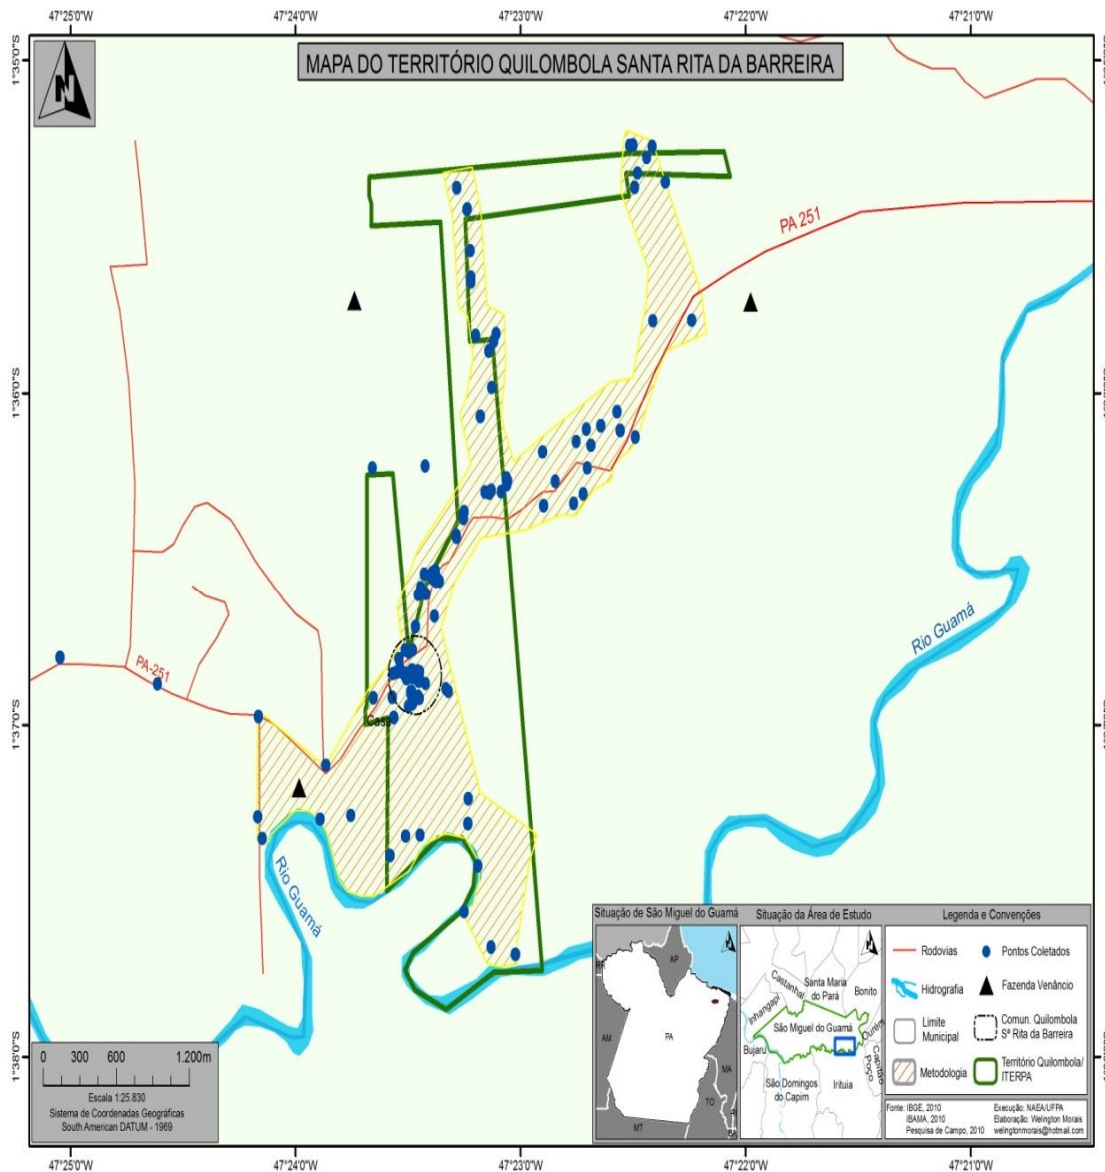 47°25'0"W 47°24'0"W 47°23'0"W 47°22'0"W 47°21'0"W
1°35'0"S
MAPA DO TERRITÓRIO QUILOMBOLA SANTA RITA DA BARREIRA
N
PA 251
1°36'0"S
Rio Guamá
PA-251
Casa
1°37'0"S
Rio Guamá
1°38'0"S
0 300 600 1.200m
Escala 1:25.830
Sistema de Coordenadas Geográficas
South American DATUM - 1969
Situação de São Miguel do Guamá
RR
AP
AM
PA
MA
TO
MT
Situação da Área de Estudo
Santa Maria
do Pará
Castanhal
Bonito
Inhangapi
São Miguel do Guamá
Ourém
Bujaru
Capitão
Poço
São Domingos
do Capim
Irituia
Legenda e Convenções
Rodovias
Pontos Coletados
Hidrografia
Fazenda Venâncio
Limite
Municipal
Comun. Quilombola
Sª Rita da Barreira
Metodologia
Território Quilombola/
ITERPA
Fonte: IBGE, 2010
IBAMA, 2010
Pesquisa de Campo, 2010
Execução: NAEA/UFPA
Elaboração: Welington Morais
welingtonmorais@hotmail.com
47°25'0"W 47°24'0"W 47°23'0"W 47°22'0"W 47°21'0"W